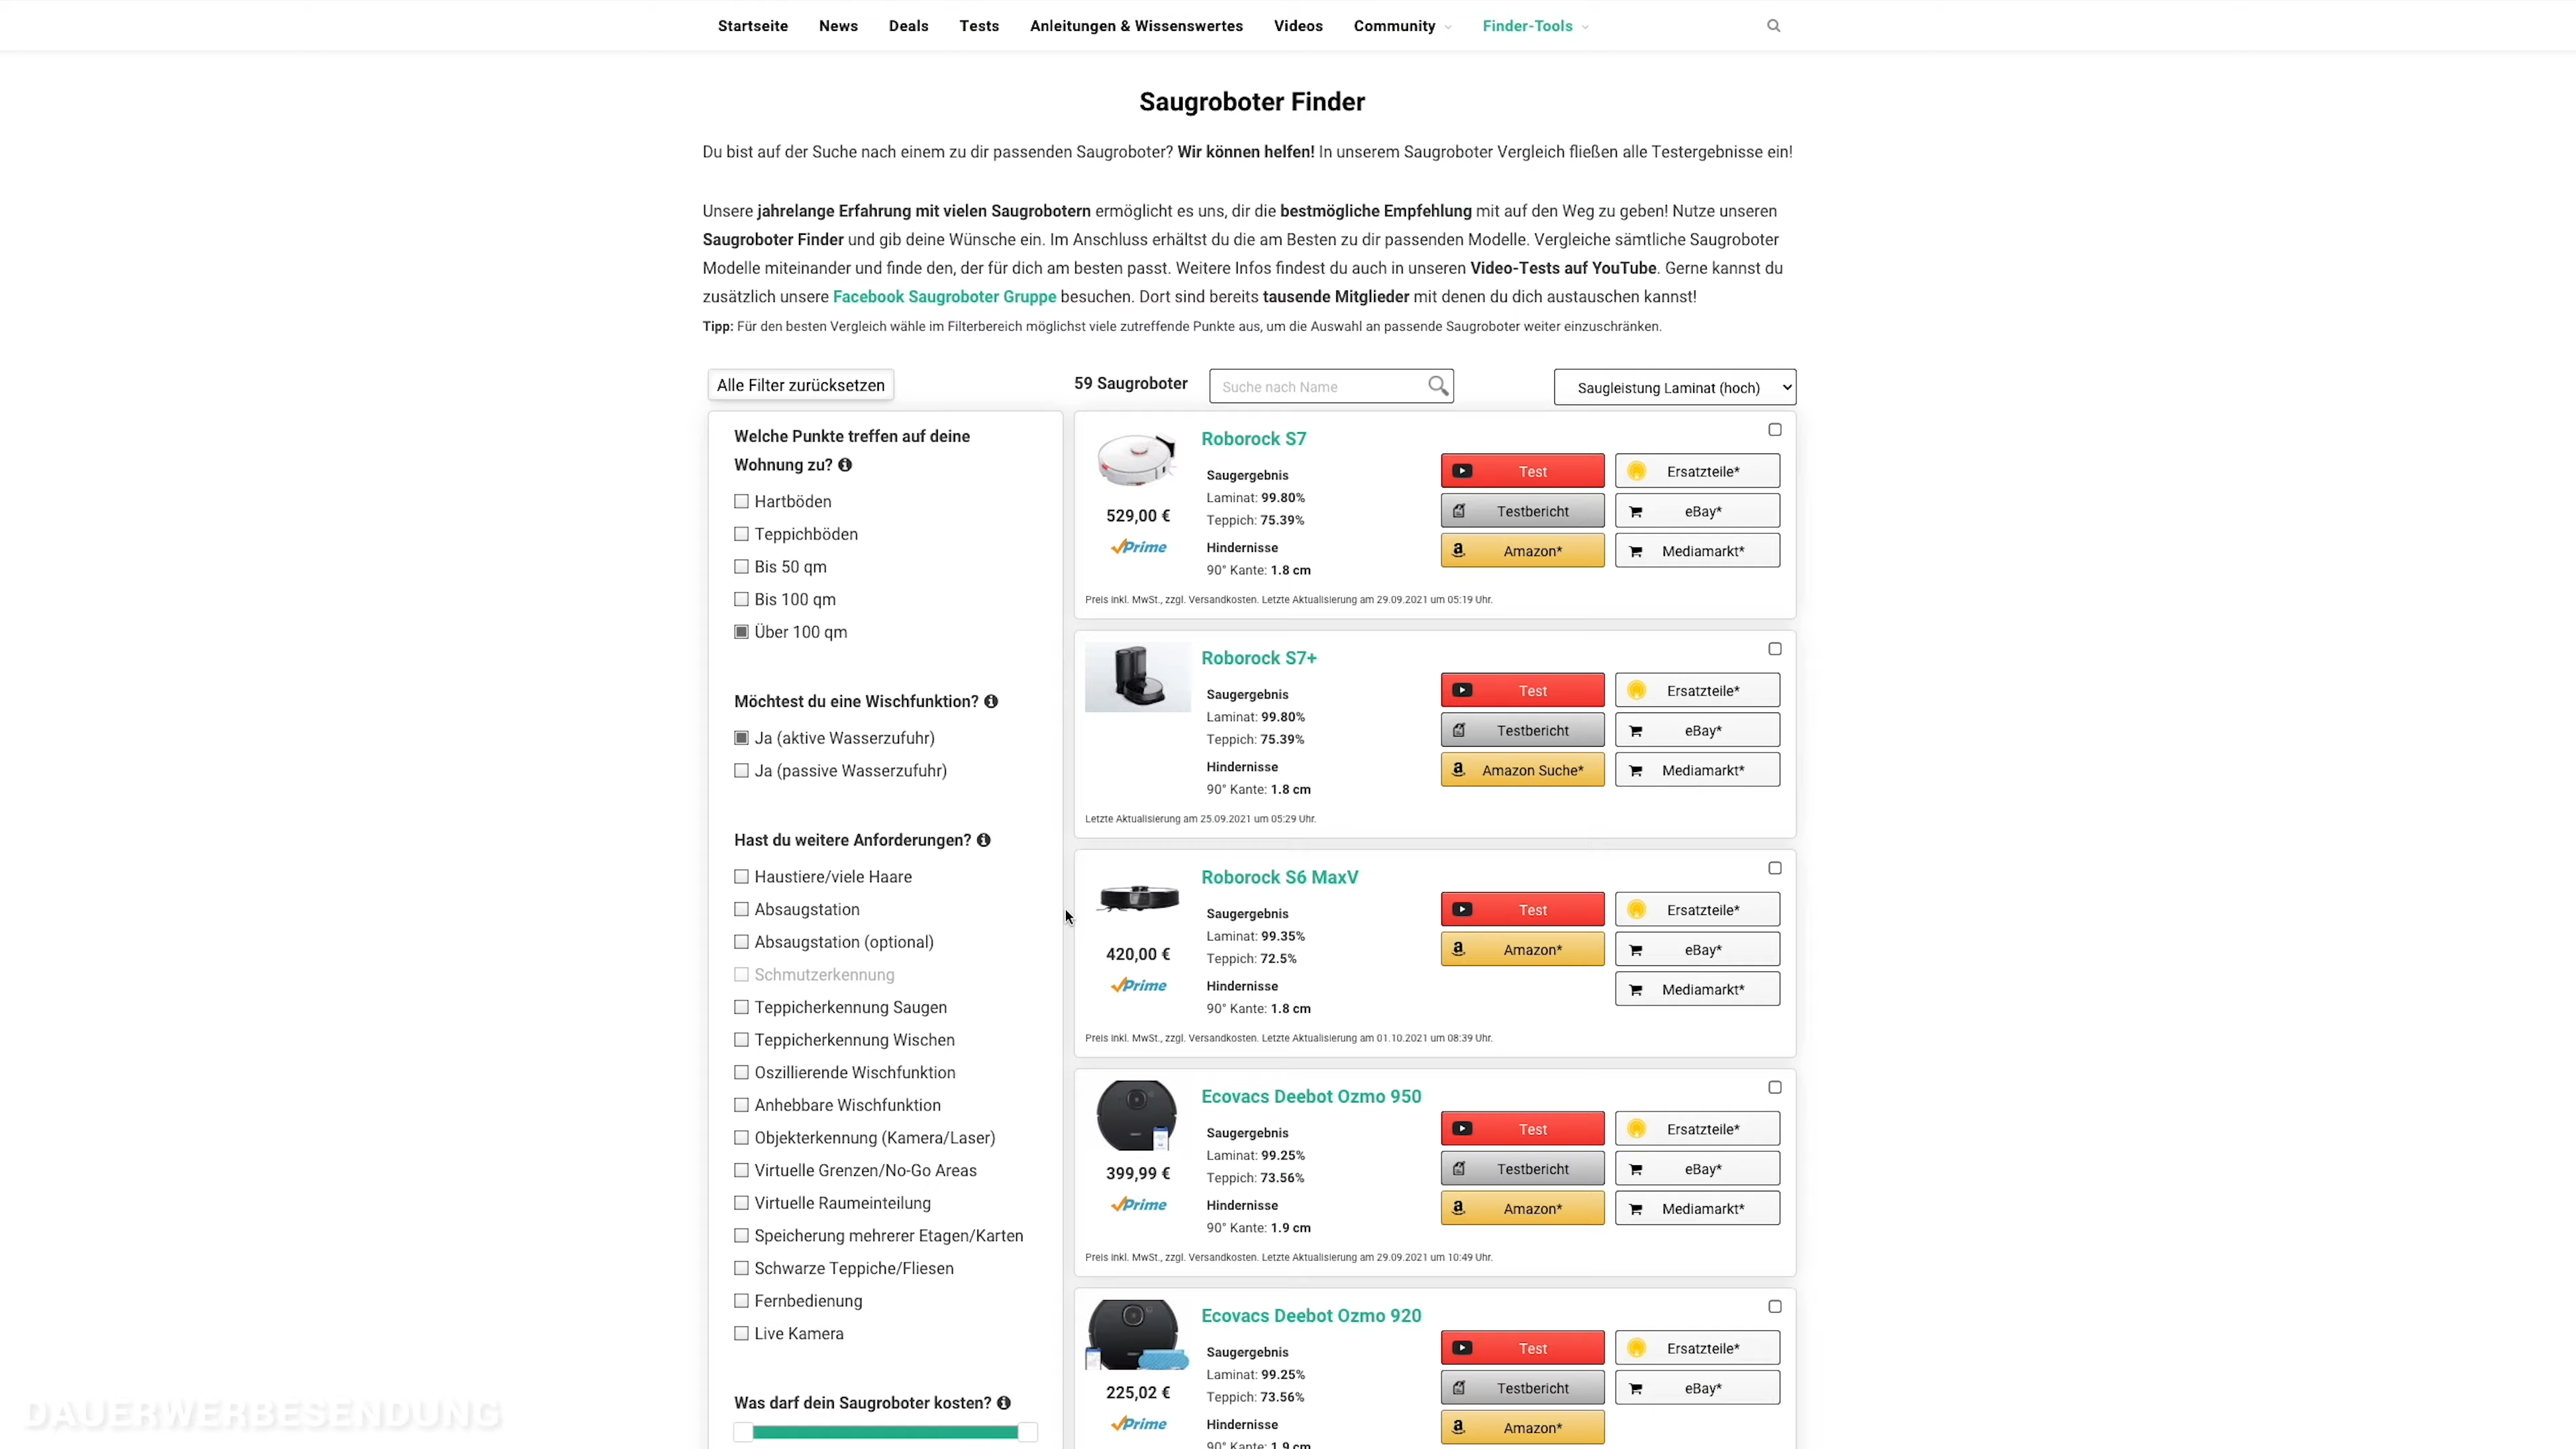 Startseite News Deals Tests Anleitungen & Wissenswertes Videos Community Finder-Tools
Saugroboter Finder
Du bist auf der Suche nach einem zu dir passenden Saugroboter? Wir können helfen! In unserem Saugroboter Vergleich fließen alle Testergebnisse ein!
Unsere jahrelange Erfahrung mit vielen Saugrobotern ermöglicht es uns, dir die bestmögliche Empfehlung mit auf den Weg zu geben! Nutze unseren
Saugroboter Finder und gib deine Wünsche ein. Im Anschluss erhältst du die am Besten zu dir passenden Modelle. Vergleiche sämtliche Saugroboter
Modelle miteinander und finde den, der für dich am besten passt. Weitere Infos findest du auch in unseren Video-Tests auf YouTube. Gerne kannst du
zusätzlich unsere Facebook Saugroboter Gruppe besuchen. Dort sind bereits tausende Mitglieder mit denen du dich austauschen kannst!
Tipp: Für den besten Vergleich wähle im Filterbereich möglichst viele zutreffende Punkte aus, um die Auswahl an passende Saugroboter weiter einzuschränken.
Alle Filter zurücksetzen
59 Saugroboter
Suche nach Name
Saugleistung Laminat (hoch)
Welche Punkte treffen auf deine
Wohnung zu?
Hartböden
Teppichböden
Bis 50 qm
Bis 100 qm
Über 100 qm
Möchtest du eine Wischfunktion?
Ja (aktive Wasserzufuhr)
Ja (passive Wasserzufuhr)
Hast du weitere Anforderungen?
Haustiere/viele Haare
Absaugstation
Absaugstation (optional)
Schmutzerkennung
Teppicherkennung Saugen
Teppicherkennung Wischen
Oszillierende Wischfunktion
Anhebbare Wischfunktion
Objekterkennung (Kamera/Laser)
Virtuelle Grenzen/No-Go Areas
Virtuelle Raumeinteilung
Speicherung mehrerer Etagen/Karten
Schwarze Teppiche/Fliesen
Fernbedienung
Live Kamera
Was darf dein Saugroboter kosten?
Roborock S7
529,00 €
Prime
Saugergebnis
Laminat: 99.80%
Teppich: 75.39%
Hindernisse
90° Kante: 1.8 cm
Test
Testbericht
Amazon*
Ersatzteile*
eBay*
Mediamarkt*
Preis inkl. MwSt., zzgl. Versandkosten. Letzte Aktualisierung am 29.09.2021 um 05:19 Uhr.
Roborock S7+
Saugergebnis
Laminat: 99.80%
Teppich: 75.39%
Hindernisse
90° Kante: 1.8 cm
Test
Testbericht
Amazon Suche*
Ersatzteile*
eBay*
Mediamarkt*
Letzte Aktualisierung am 25.09.2021 um 05:29 Uhr.
Roborock S6 MaxV
420,00 €
Prime
Saugergebnis
Laminat: 99.35%
Teppich: 72.5%
Hindernisse
90° Kante: 1.8 cm
Test
Amazon*
Ersatzteile*
eBay*
Mediamarkt*
Preis inkl. MwSt., zzgl. Versandkosten. Letzte Aktualisierung am 01.10.2021 um 08:39 Uhr.
Ecovacs Deebot Ozmo 950
399,99 €
Prime
Saugergebnis
Laminat: 99.25%
Teppich: 73.56%
Hindernisse
90° Kante: 1.9 cm
Test
Testbericht
Amazon*
Ersatzteile*
eBay*
Mediamarkt*
Preis inkl. MwSt., zzgl. Versandkosten. Letzte Aktualisierung am 29.09.2021 um 10:49 Uhr.
Ecovacs Deebot Ozmo 920
225,02 €
Prime
Saugergebnis
Laminat: 99.25%
Teppich: 73.56%
Hindernisse
90° Kante: 1.9 cm
Test
Testbericht
Amazon*
Ersatzteile*
eBay*
DAUERWERBESENDUNG